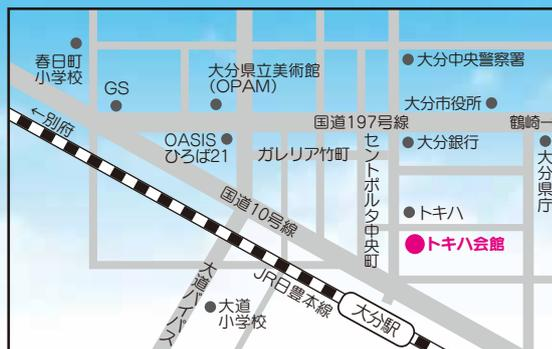 春日町
小学校
GS
大分県立美術館
(OPAM)
大分中央警察署
大分市役所
←別府
国道197号線
鶴崎一
OASIS
ひろば21
ガレリア竹町
セントポルタ中央町
大分銀行
大分県庁
国道10号線
トキハ
トキハ会館
大道バイパス
JR日豊本線
大道
小学校
大分駅